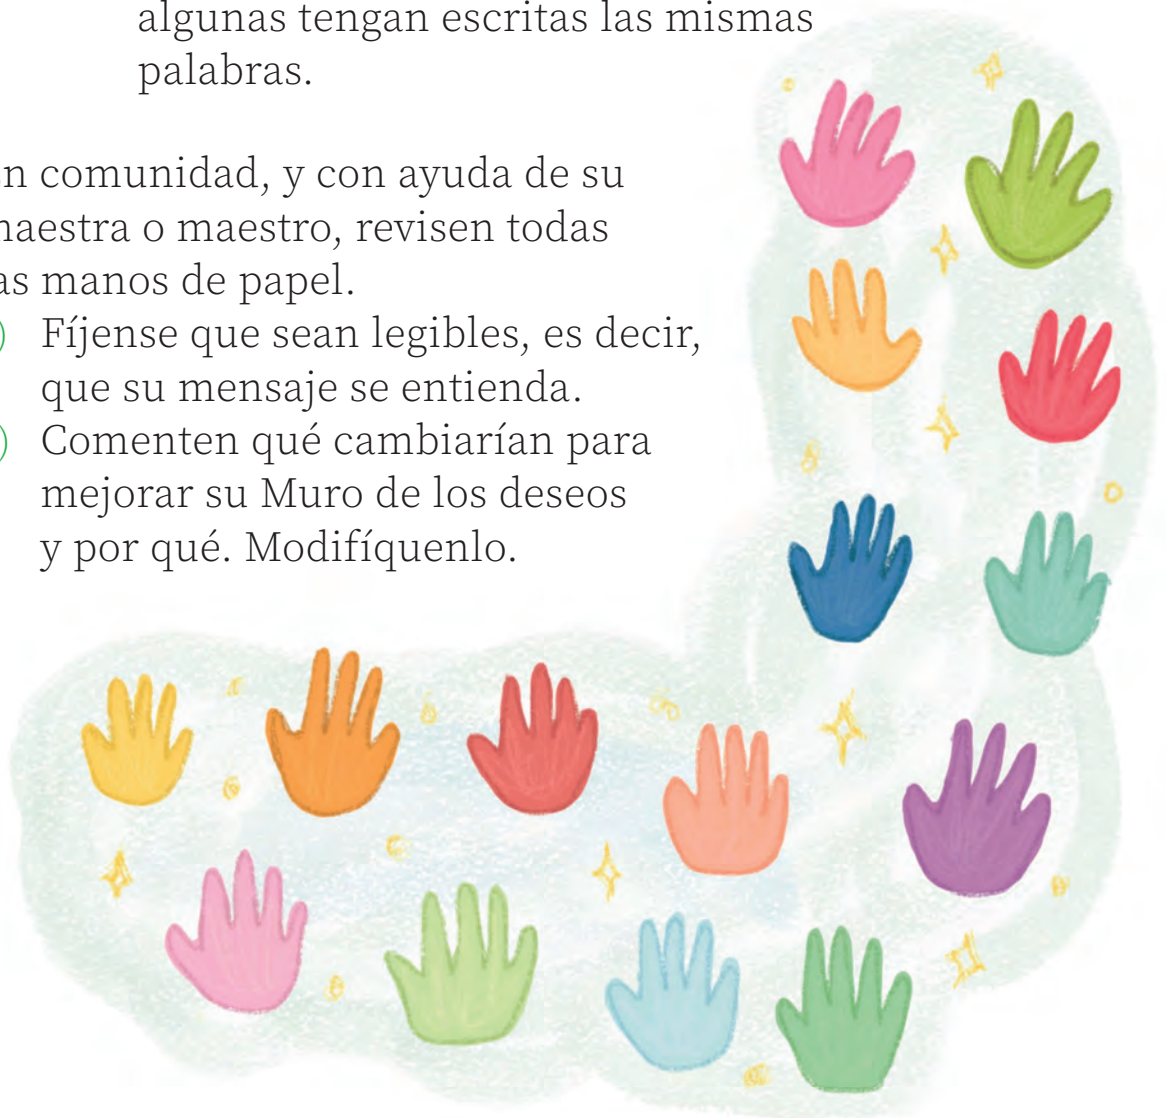 algunas tengan escritas las mismas
palabras.
n comunidad, y con ayuda de su
maestra o maestro, revisen todas
as manos de papel.
) Fíjense que sean legibles, es decir,
que su mensaje se entienda.
) Comenten qué cambiarían para
mejorar su Muro de los deseos
y por qué. Modifíquenlo.